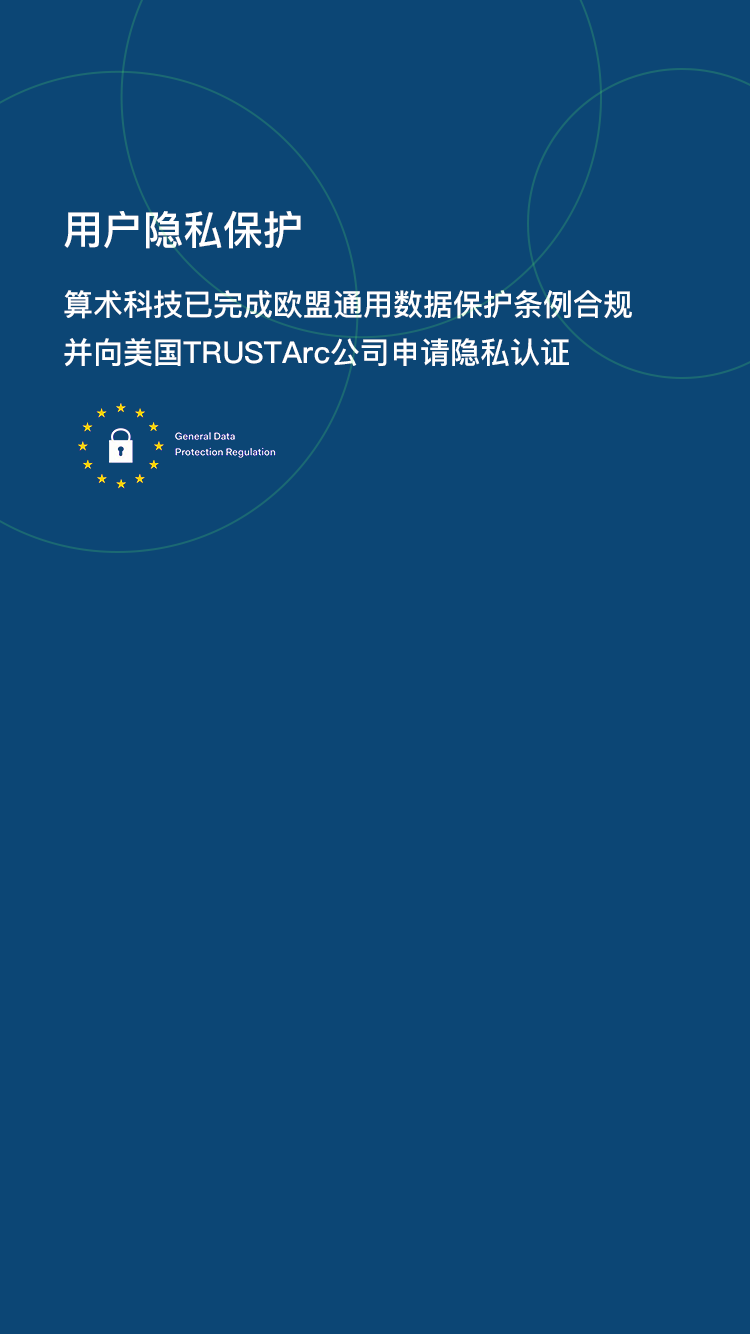 用户隐私保护
算术科技已完成欧盟通用数据保护条例合规
并向美国TRUSTArc公司申请隐私认证
General Data
Protection Regulation